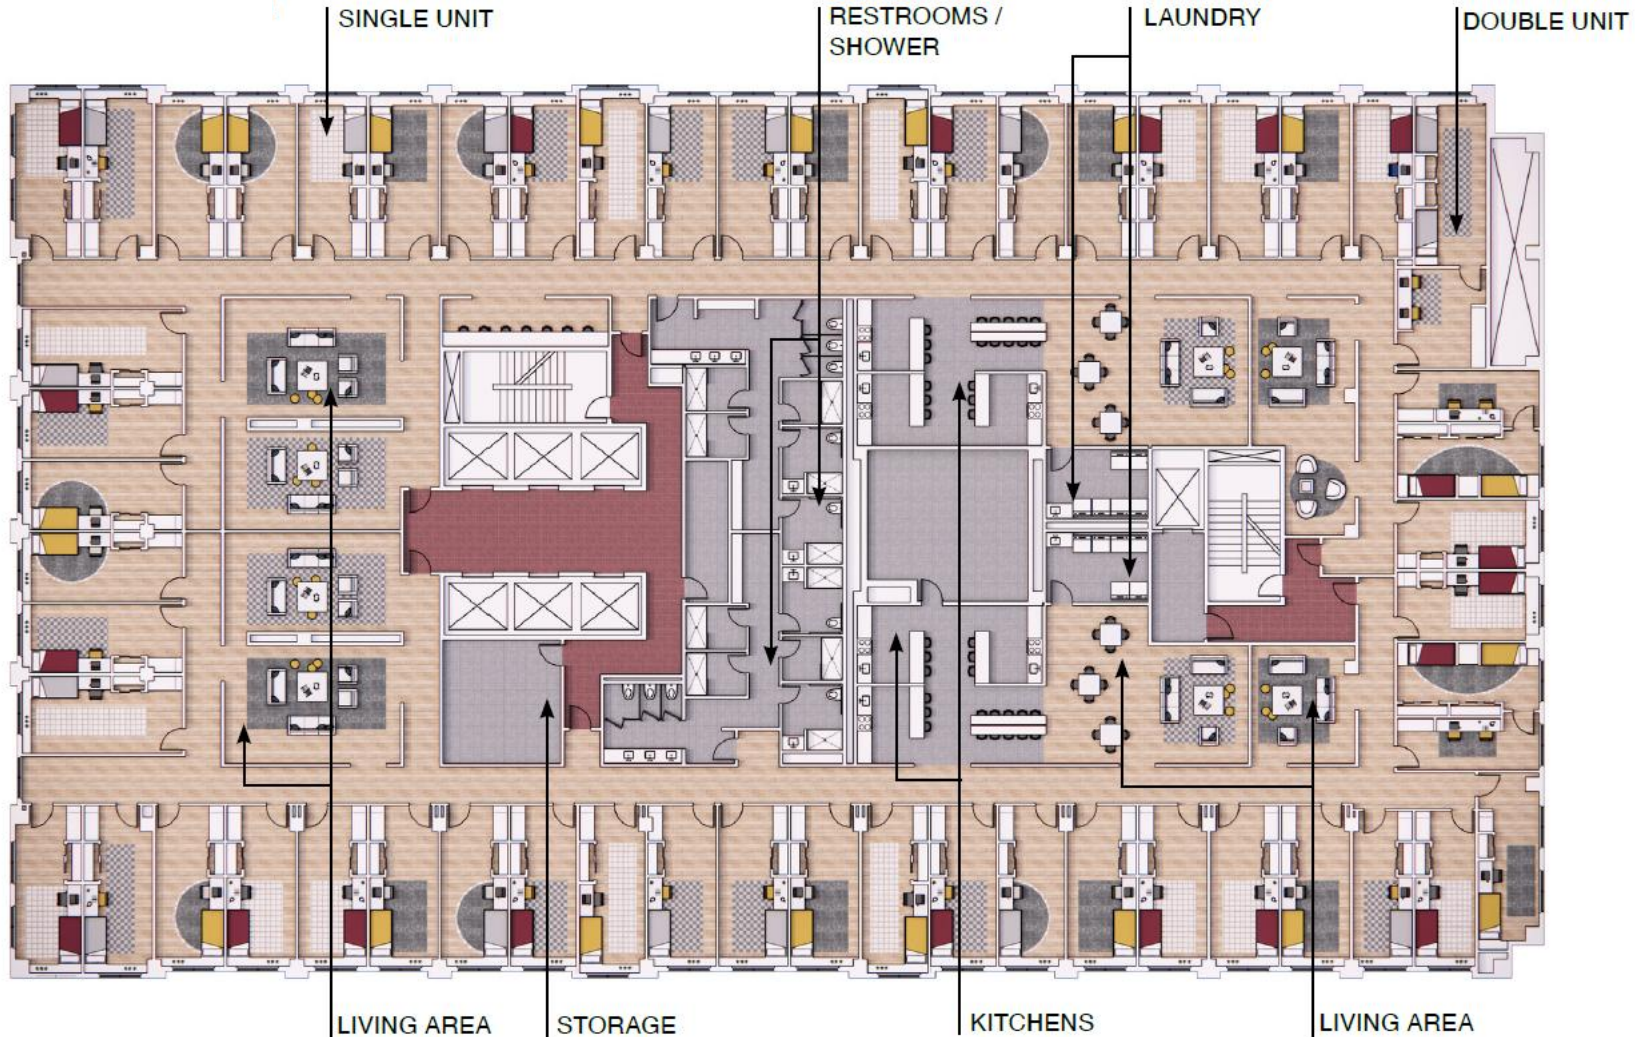 SINGLE UNIT
RESTROOMS /
SHOWER
LAUNDRY
DOUBLE UNIT
LIVING AREA
STORAGE
KITCHENS
LIVING AREA